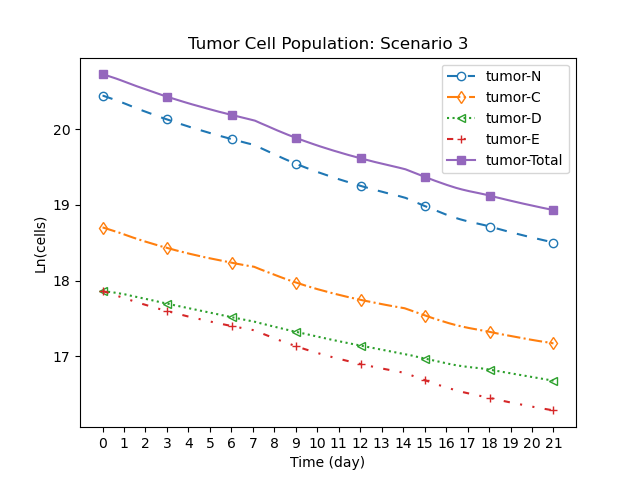 Tumor Cell Population: Scenario 3
tumor-N
tumor-C
tumor-D
tumor-E
tumor-Total
Ln(cells)
20
19
18
17
0 1 2 3 4 5 6 7 8 9 10 11 12 13 14 15 16 17 18 19 20 21
Time (day)